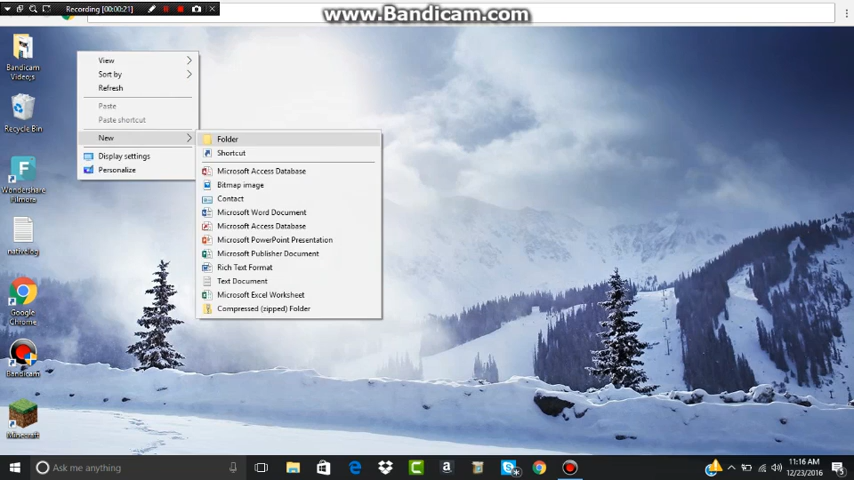 Recording [00:00:21]
www.Bandicam.com
Bandicam
Videos
Recycle Bin
Wondershare
Filmora
nativelog
Google
Chrome
Bandicam
Minecraft
View
Sort by
Refresh
Paste
Paste shortcut
New
Display settings
Personalize
Folder
Shortcut
Microsoft Access Database
Bitmap image
Contact
Microsoft Word Document
Microsoft Access Database
Microsoft PowerPoint Presentation
Microsoft Publisher Document
Rich Text Format
Text Document
Microsoft Excel Worksheet
Compressed (zipped) Folder
Ask me anything
11:16 AM
12/23/2016